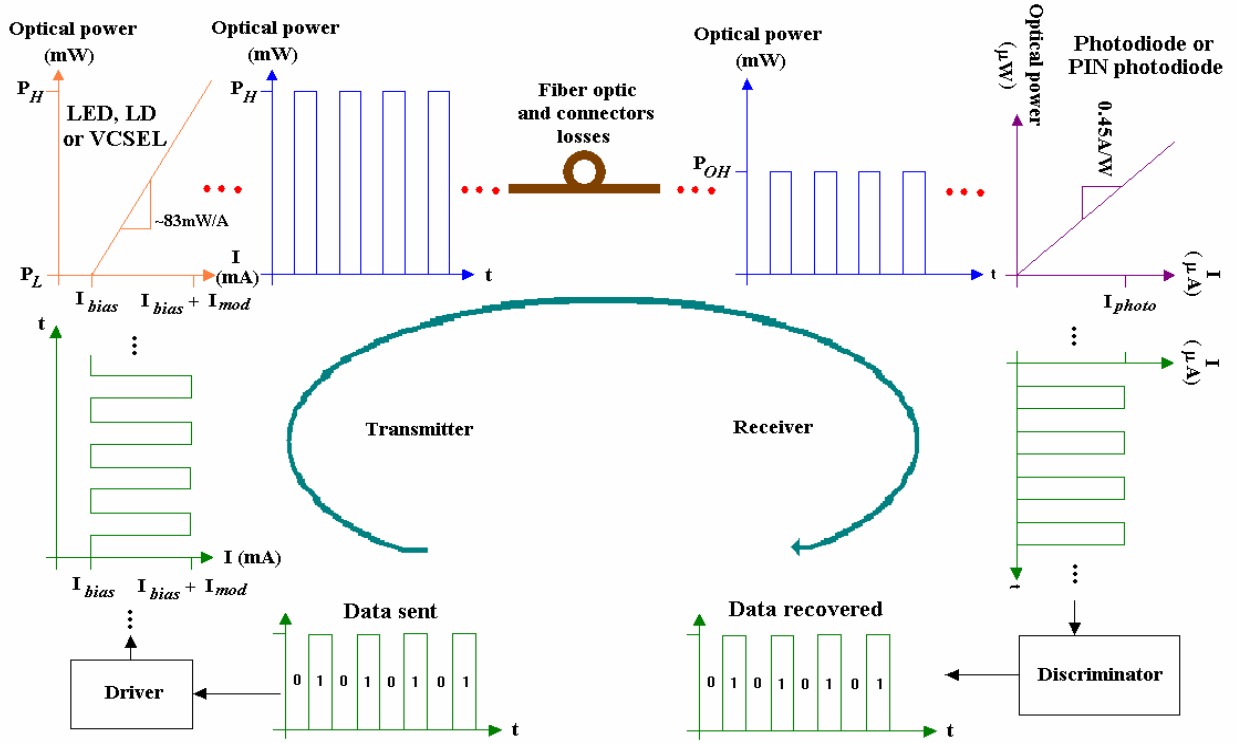 Optical power
(mW)
P_H
LED, LD
or VCSEL
~83mW/A
P_L
I_bias
I_bias + I_mod
I
(mA)
Optical power
(mW)
P_H
t
Fiber optic
and connectors
losses
Optical power
(mW)
P_OH
t
Optical power
(µW)
Photodiode or
PIN photodiode
0.45A/W
I
(µA)
I_photo
t
I (mA)
I_bias
I_bias + I_mod
Transmitter
Receiver
I
(µA)
t
Data sent
0 1 0 1 0 1 0 1
t
Driver
Data recovered
0 1 0 1 0 1 0 1
t
Discriminator